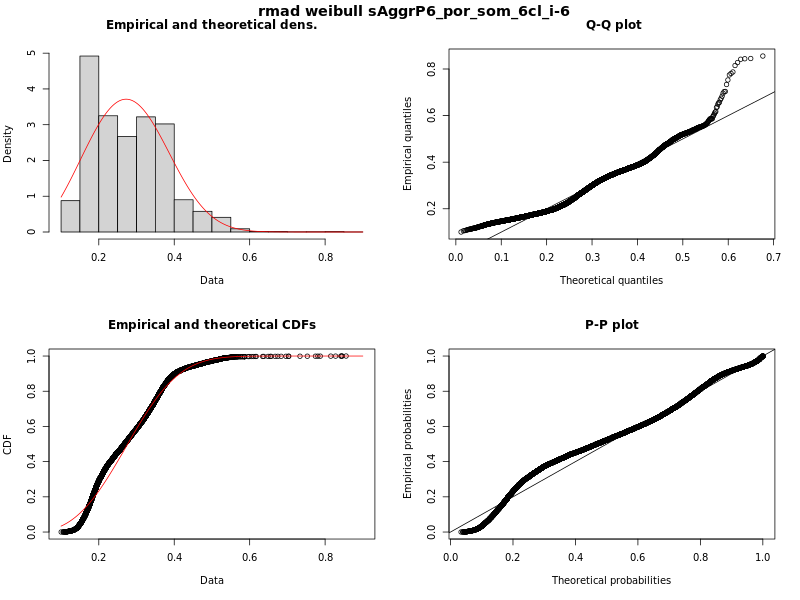 rmad weibull sAggrP6_por_som_6cl_i-6
Empirical and theoretical dens.
Density
0 1 2 3 4 5
0.2 0.4 0.6 0.8
Data
Q-Q plot
Empirical quantiles
0.2 0.4 0.6 0.8
0.0 0.1 0.2 0.3 0.4 0.5 0.6 0.7
Theoretical quantiles
Empirical and theoretical CDFs
CDF
0.0 0.2 0.4 0.6 0.8 1.0
0.2 0.4 0.6 0.8
Data
P-P plot
Empirical probabilities
0.0 0.2 0.4 0.6 0.8 1.0
0.0 0.2 0.4 0.6 0.8 1.0
Theoretical probabilities